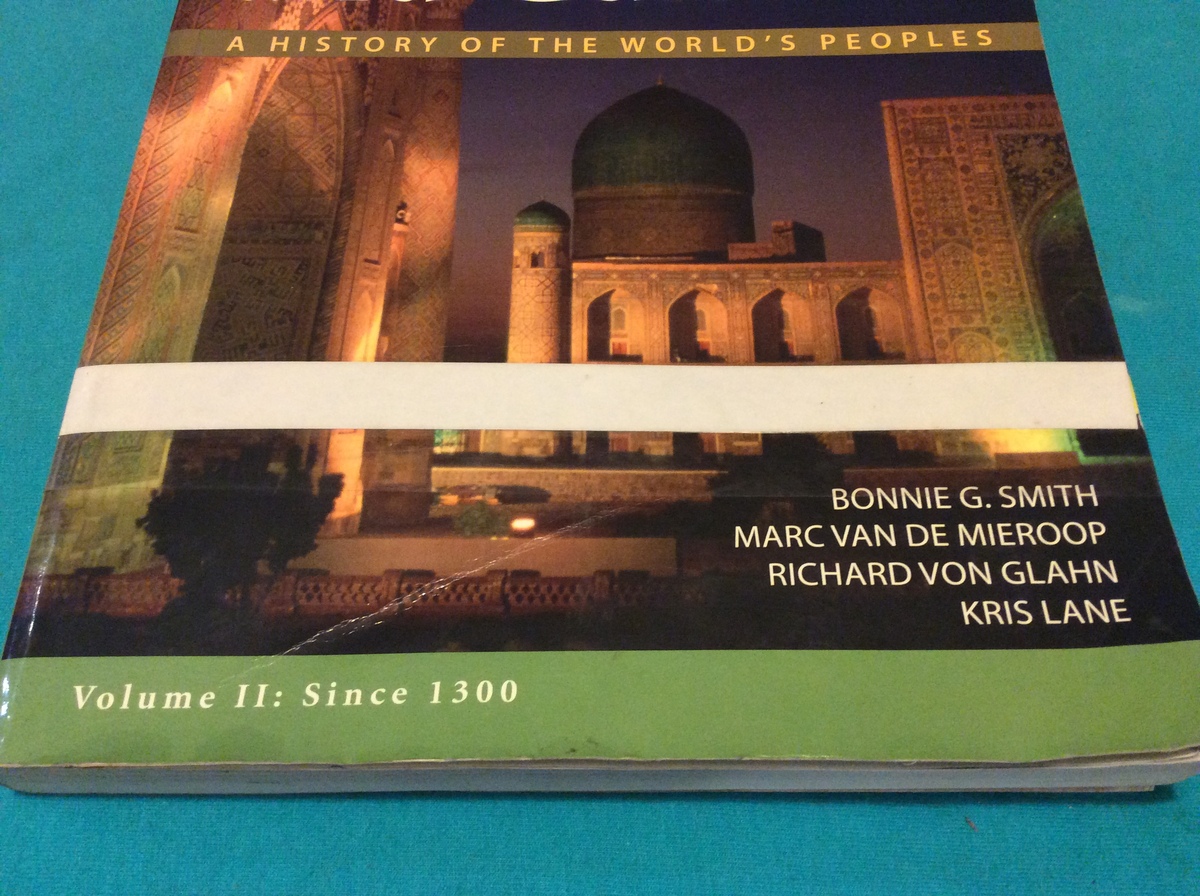 A HISTORY OF THE WORLD'S PEOPLES
BONNIE G. SMITH
MARC VAN DE MIEROOP
RICHARD VON GLAHN
KRIS LANE
Volume II: Since 1300